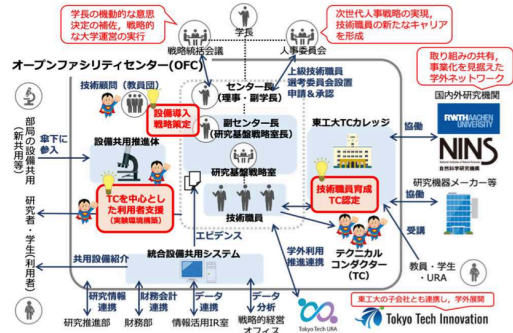 学長の機動的な意思
決定の補佐，戦略的
な大学運営の実行
学長
戦略統括会議
人事委員会
次世代人事戦略の実現，
技術職員の新たなキャリア
を形成
オープンファシリティセンター(OFC)
取り組みの共有，
事業化を見据えた
学外ネットワーク
技術顧問（教員団）
設備導入
戦略策定
センター長
（理事・副学長）
上級技術職員
選考委員会設置
申請＆承認
国内外研究機関
RWTH AACHEN
UNIVERSITY
協働
NINS
自然科学研究機構
部局の設備共用
（新共用等）
傘下に
参入
設備共用推進体
副センター長
（研究基盤戦略室長）
研究基盤戦略室
東工大TCカレッジ
TCを中心とし
た利用者支援
（実験環境構築）
技術職員育成
TC認定
研究機器メーカー等
協働
受講
研究者・
学生(利用者)
技術職員
テクニカル
コンダクター
(TC)
教員・学生
・URA
エビデンス
学外利用
推進連携
共用設備紹介
統合設備共用システム
研究情報
連携
財務会計
連携
データ
連携
データ
分析
研究推進部
財務部
情報活用IR室
戦略的経営
オフィス
Tokyo Tech URA
東工大の子会社とも連携し，学外展開
Tokyo Tech Innovation